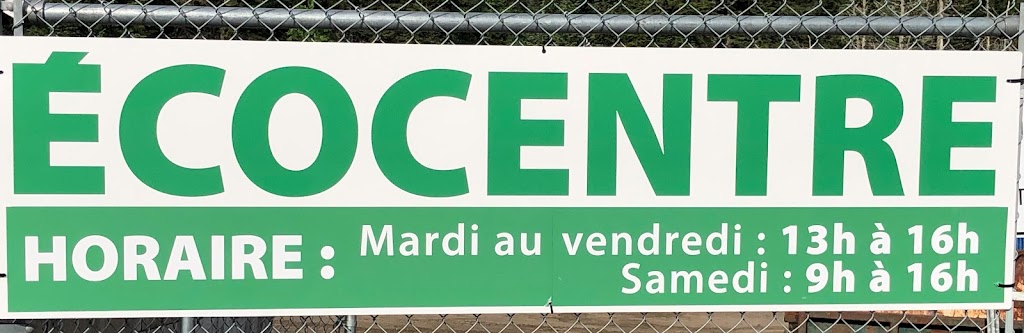 ÉCOCENTRE
HORAIRE : Mardi au vendredi : 13h à 16h
Samedi : 9h à 16h